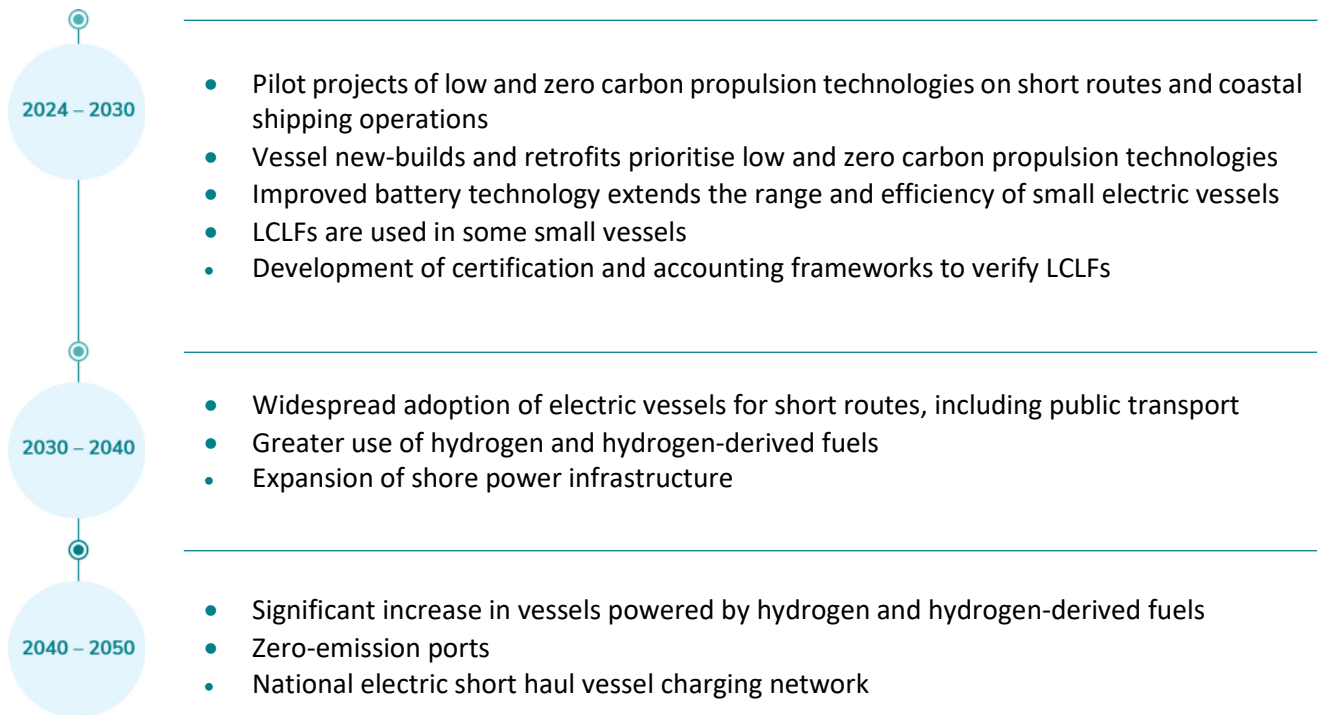 2024 – 2030
• Pilot projects of low and zero carbon propulsion technologies on short routes and coastal
shipping operations
• Vessel new-builds and retrofits prioritise low and zero carbon propulsion technologies
• Improved battery technology extends the range and efficiency of small electric vessels
• LCLFs are used in some small vessels
• Development of certification and accounting frameworks to verify LCLFs
2030 – 2040
• Widespread adoption of electric vessels for short routes, including public transport
• Greater use of hydrogen and hydrogen-derived fuels
• Expansion of shore power infrastructure
2040 – 2050
• Significant increase in vessels powered by hydrogen and hydrogen-derived fuels
• Zero-emission ports
• National electric short haul vessel charging network